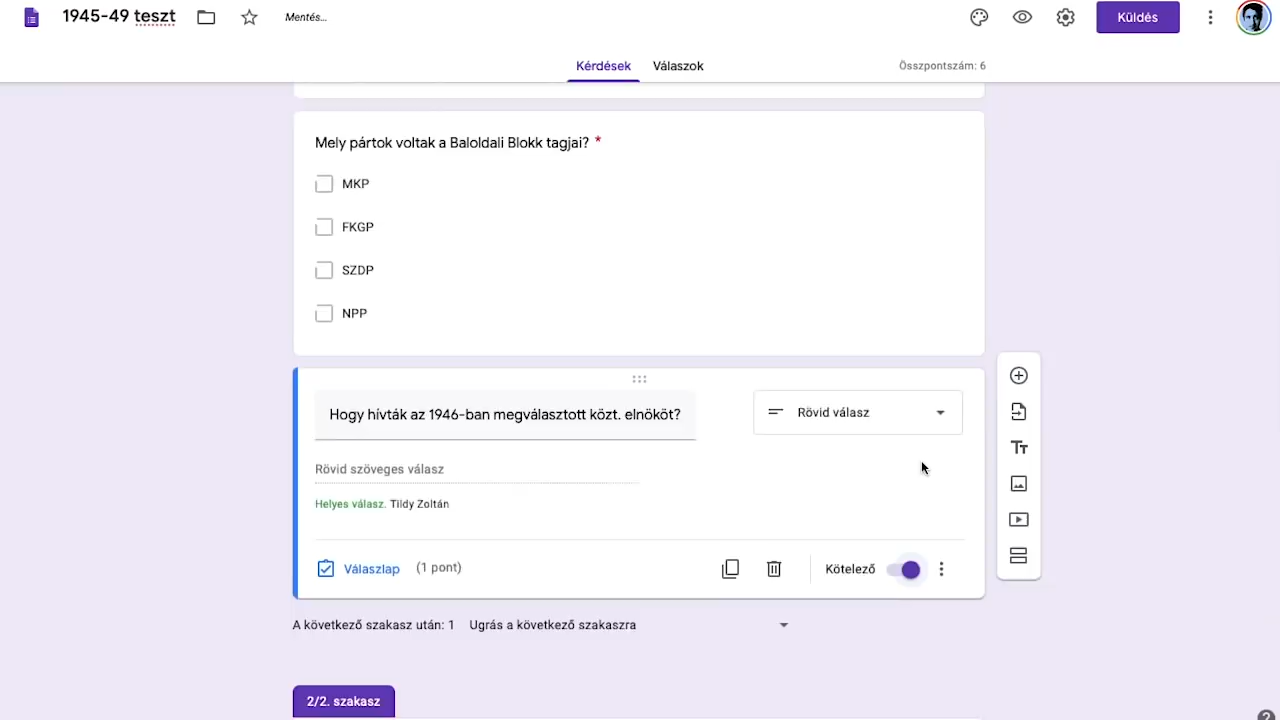 1945-49 teszt
Mentés...
Küldés
Kérdések
Válaszok
Összpontszám: 6
Mely pártok voltak a Baloldali Blokk tagjai? *
MKP
FKGP
SZDP
NPP
Hogy hívták az 1946-ban megválasztott közt. elnököt?
Rövid válasz
Rövid szöveges válasz
Helyes válasz. Tildy Zoltán
Válaszlap (1 pont)
Kötelező
A következő szakasz után: 1 Ugrás a következő szakaszra
2/2. szakasz